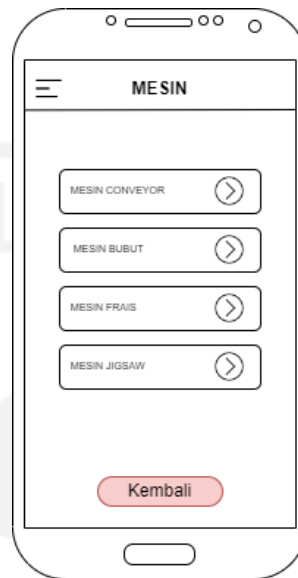 MESIN
MESIN CONVEYOR
MESIN BUBUT
MESIN FRAIS
MESIN JIGSAW
Kembali